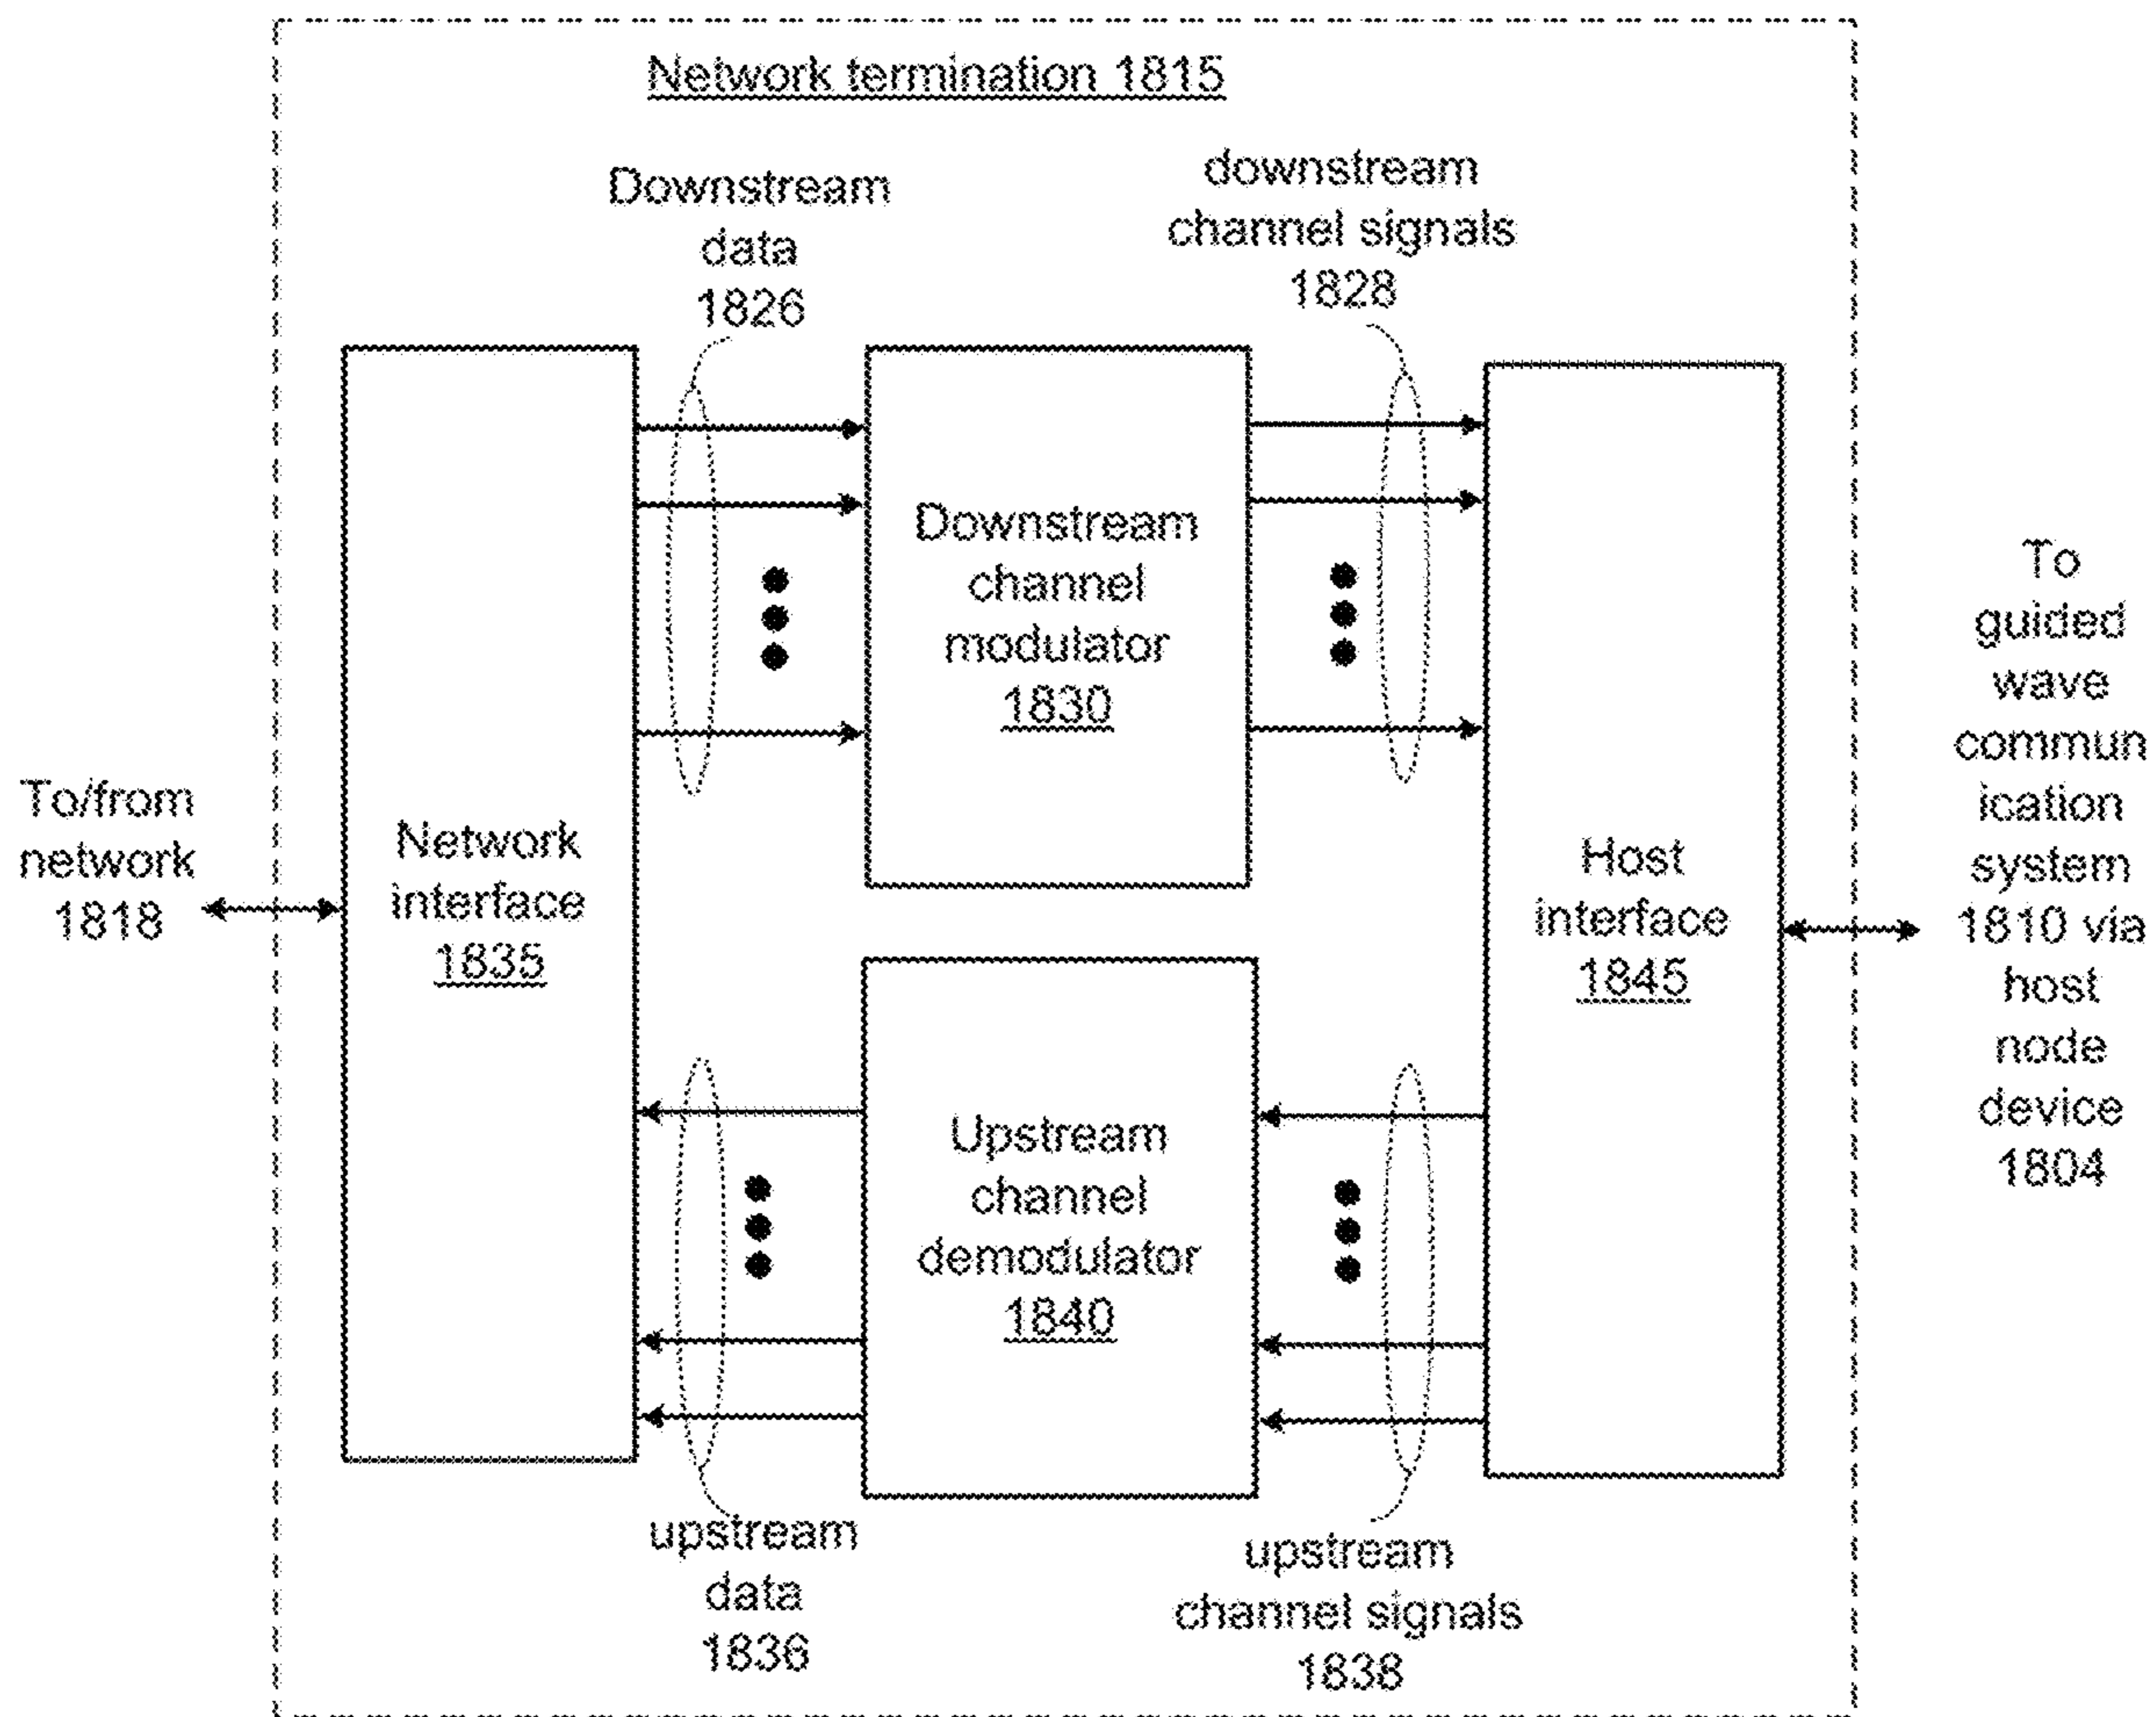 Network termination 1815
Downstream
data
1826
downstream
channel signals
1828
Downstream
channel
modulator
1830
To/from
network
1818
Network
interface
1835
Host
interface
1845
To
guided
wave
commun
ication
system
1810 via
host
node
device
1804
Upstream
channel
demodulator
1840
upstream
data
1836
upstream
channel signals
1838